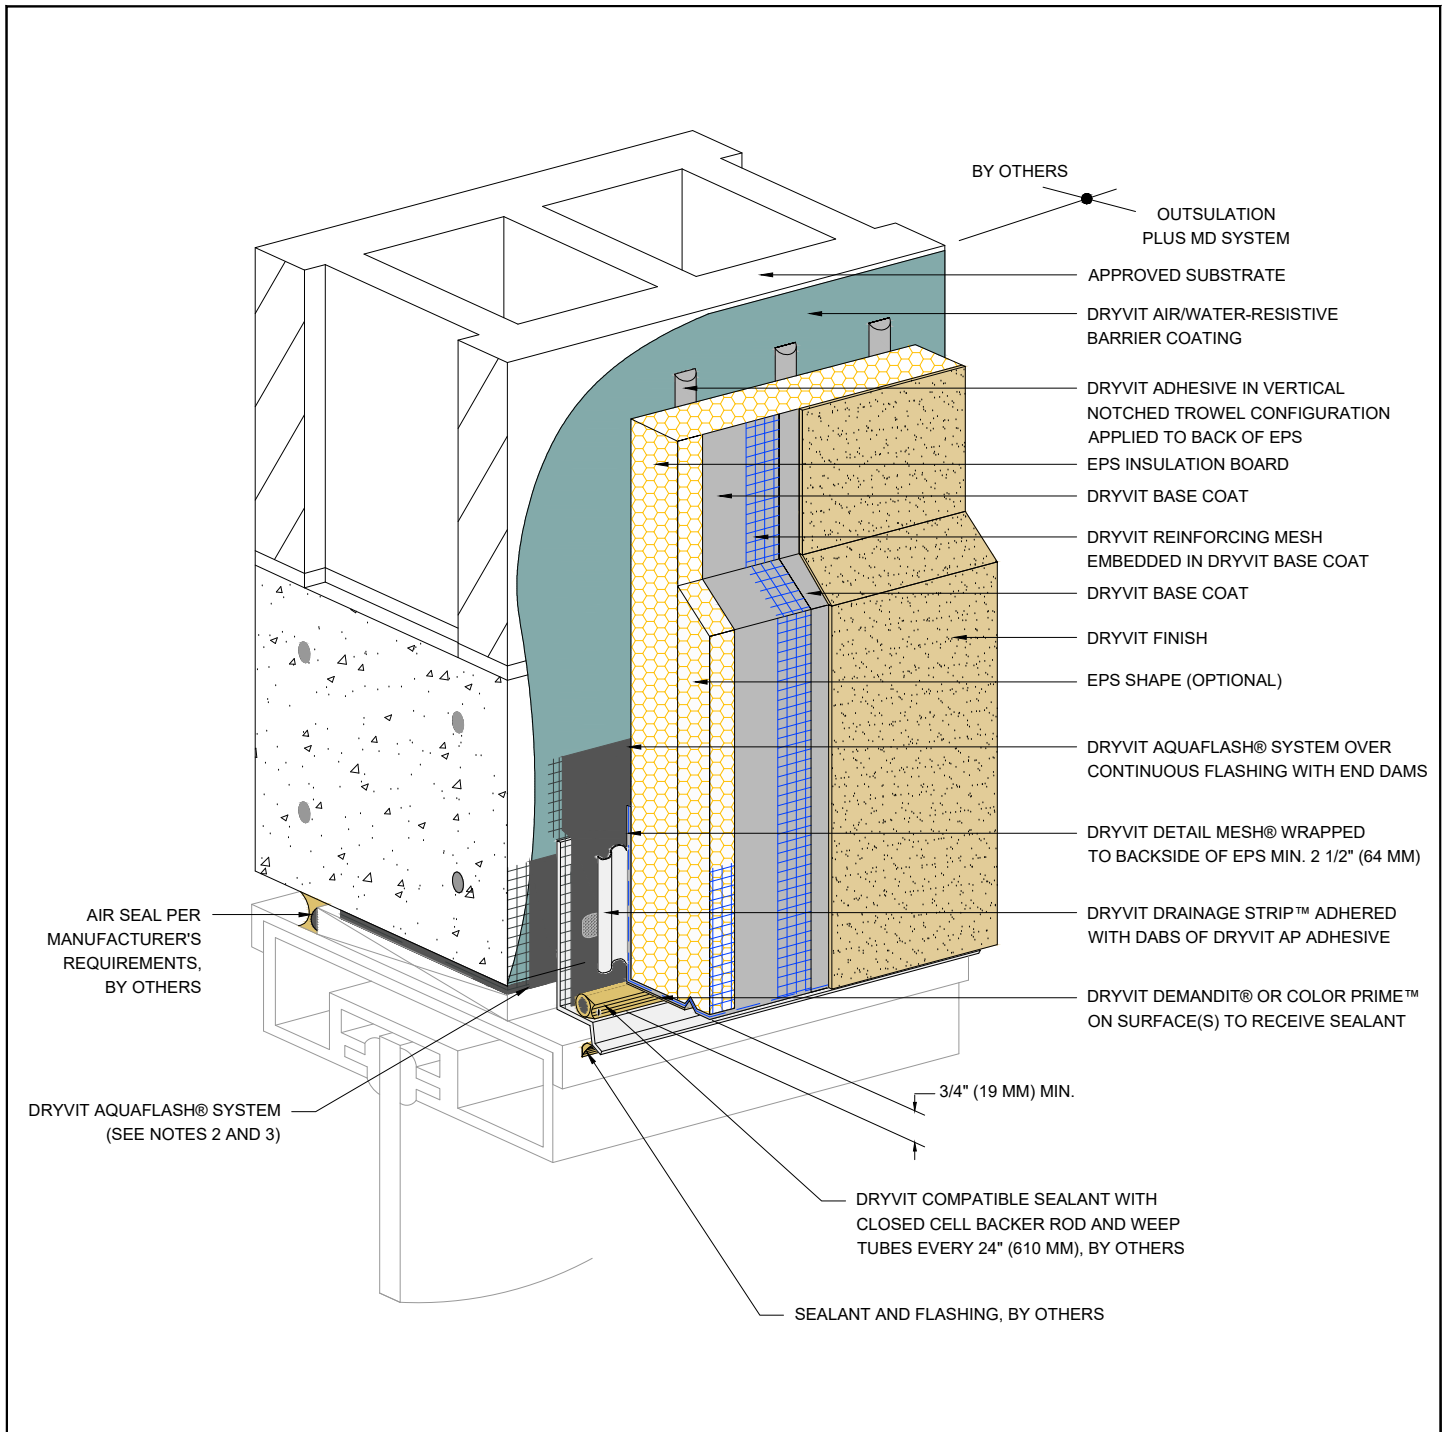 BY OTHERS
OUTSULATION
PLUS MD SYSTEM
APPROVED SUBSTRATE
DRYVIT AIR/WATER-RESISTIVE
BARRIER COATING
DRYVIT ADHESIVE IN VERTICAL
NOTCHED TROWEL CONFIGURATION
APPLIED TO BACK OF EPS
EPS INSULATION BOARD
DRYVIT BASE COAT
DRYVIT REINFORCING MESH
EMBEDDED IN DRYVIT BASE COAT
DRYVIT BASE COAT
DRYVIT FINISH
EPS SHAPE (OPTIONAL)
DRYVIT AQUAFLASH® SYSTEM OVER
CONTINUOUS FLASHING WITH END DAMS
DRYVIT DETAIL MESH® WRAPPED
TO BACKSIDE OF EPS MIN. 2 1/2" (64 MM)
DRYVIT DRAINAGE STRIP™ ADHERED
WITH DABS OF DRYVIT AP ADHESIVE
DRYVIT DEMANDIT® OR COLOR PRIME™
ON SURFACE(S) TO RECEIVE SEALANT
3/4" (19 MM) MIN.
AIR SEAL PER
MANUFACTURER'S
REQUIREMENTS,
BY OTHERS
DRYVIT AQUAFLASH® SYSTEM
(SEE NOTES 2 AND 3)
DRYVIT COMPATIBLE SEALANT WITH
CLOSED CELL BACKER ROD AND WEEP
TUBES EVERY 24" (610 MM), BY OTHERS
SEALANT AND FLASHING, BY OTHERS